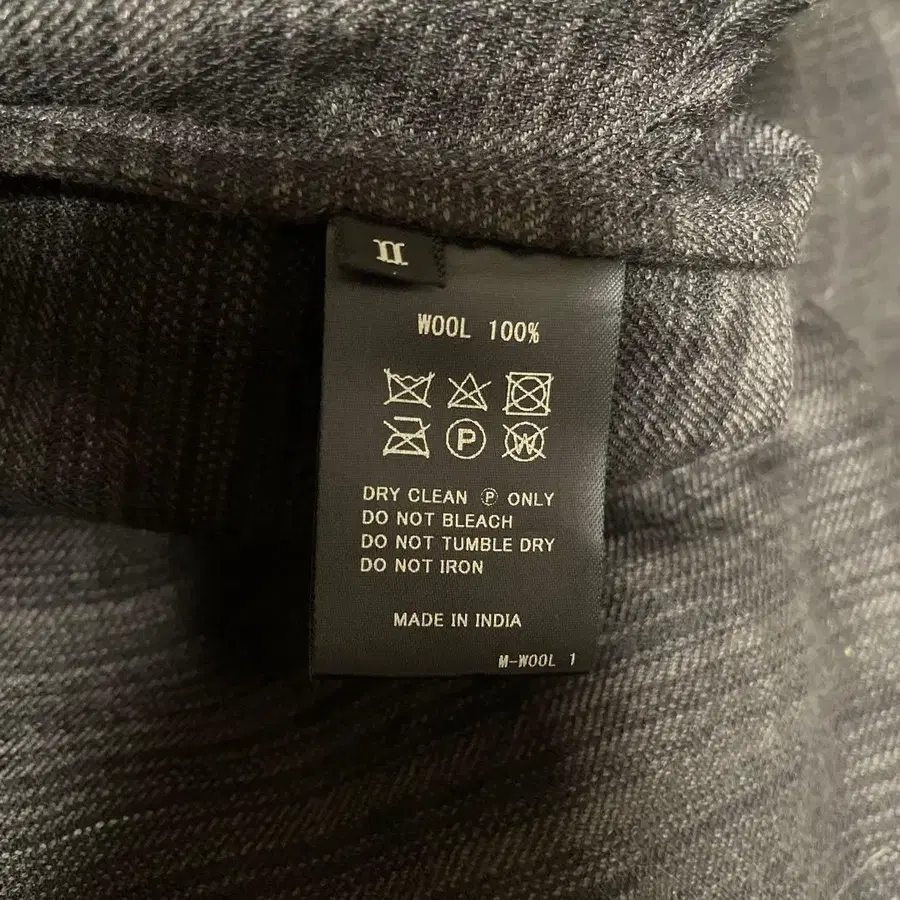 II
WOOL 100%
P W
DRY CLEAN Ⓟ ONLY
DO NOT BLEACH
DO NOT TUMBLE DRY
DO NOT IRON
MADE IN INDIA
M-WOOL 1